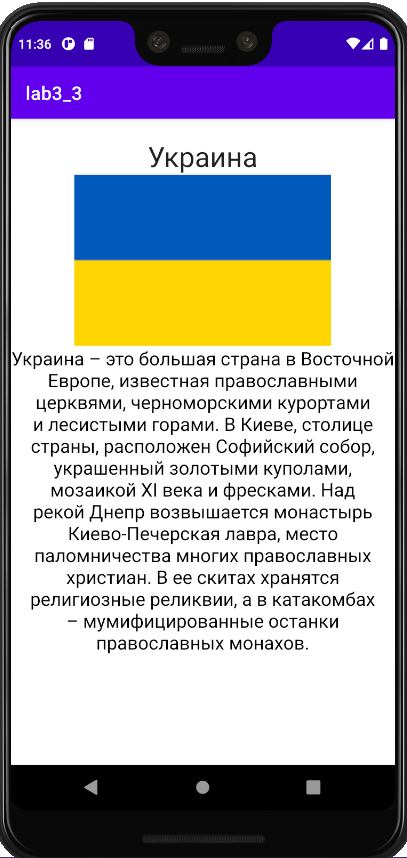 11:36
lab3_3
Украина
Украина – это большая страна в Восточной
Европе, известная православными
церквями, черноморскими курортами
и лесистыми горами. В Киеве, столице
страны, расположен Софийский собор,
украшенный золотыми куполами,
мозаикой XI века и фресками. Над
рекой Днепр возвышается монастырь
Киево-Печерская лавра, место
паломничества многих православных
христиан. В ее скитах хранятся
религиозные реликвии, а в катакомбах
– мумифицированные останки
православных монахов.